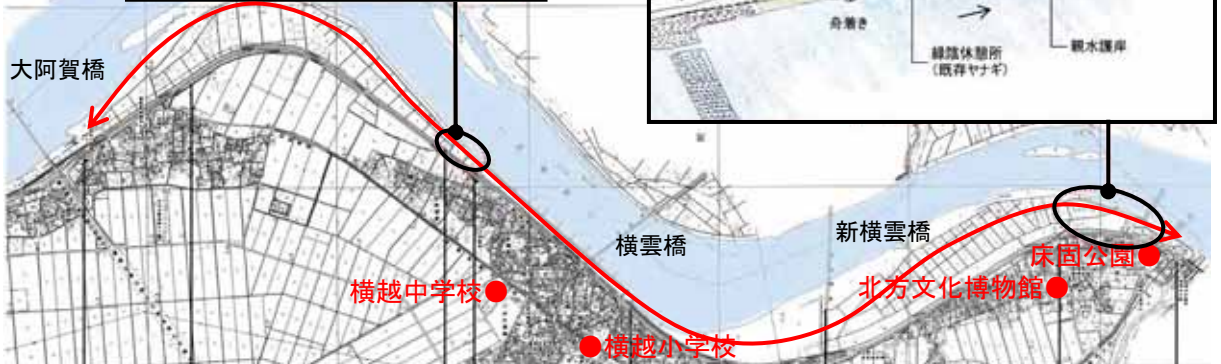 舟着き
緑陰休憩所
(既存ヤナギ)
親水護岸
大阿賀橋
横雲橋
新横雲橋
床固公園
横越中学校
北方文化博物館
横越小学校